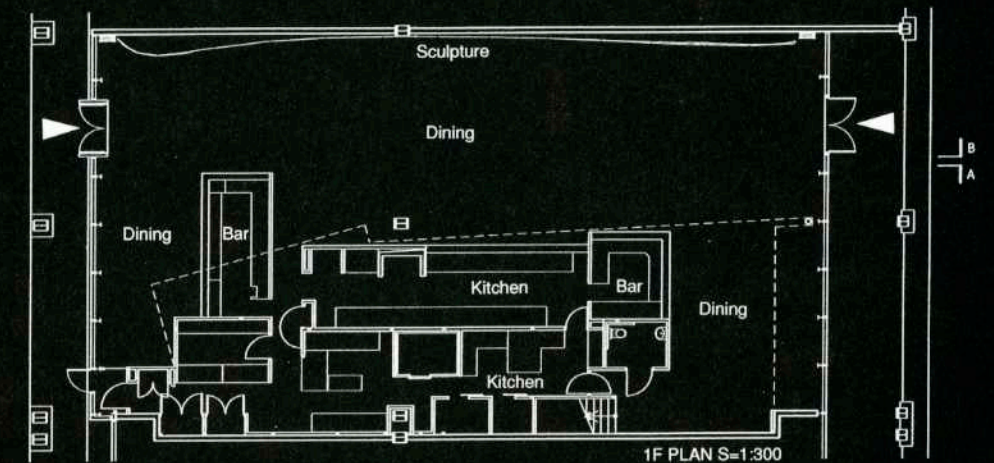 Sculpture
Dining
B
A
Dining
Bar
Kitchen
Bar
Dining
Kitchen
1F PLAN S=1:300